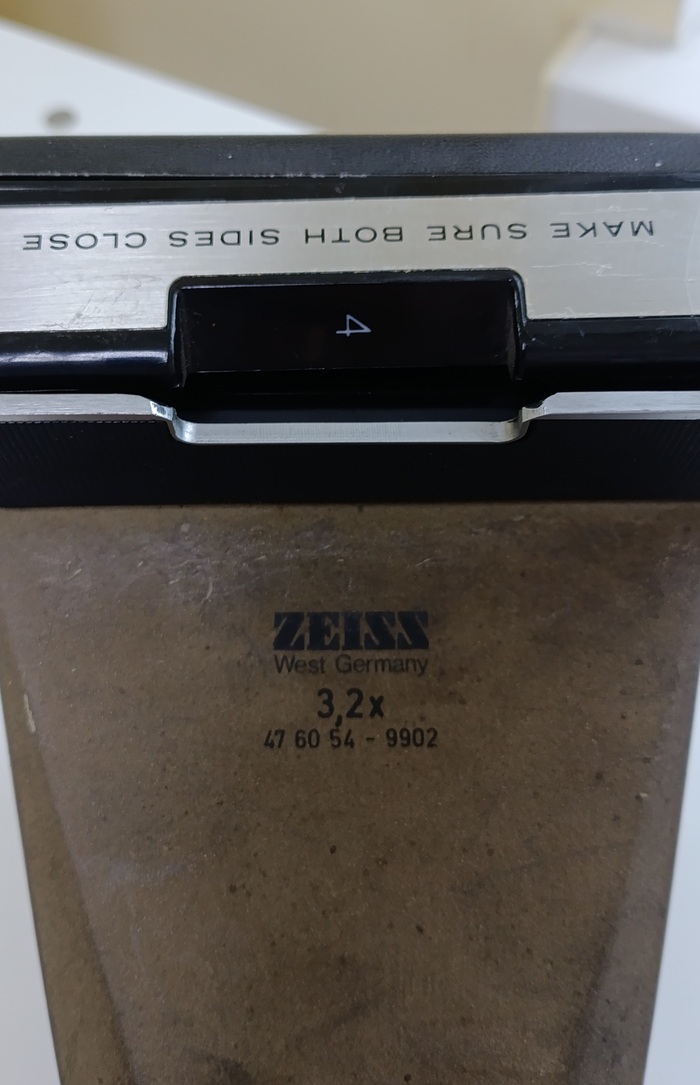 MAKE SURE BOTH SIDES CLOSE
4
ZEISS
West Germany
3,2x
47 60 54 - 9902